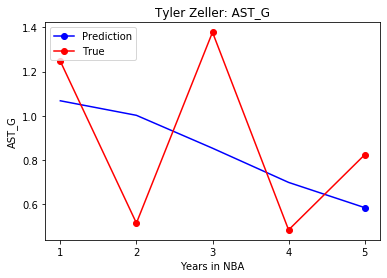 Tyler Zeller: AST_G
Prediction
True
AST_G
1.4
1.2
1.0
0.8
0.6
1
2
3
4
5
Years in NBA